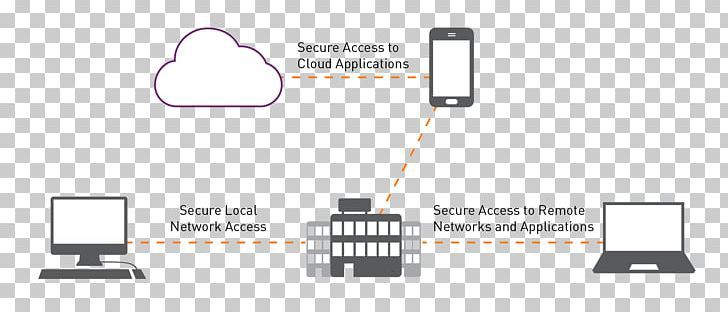 Secure Access to
Cloud Applications
Secure Local
Network Access
Secure Access to Remote
Networks and Applications